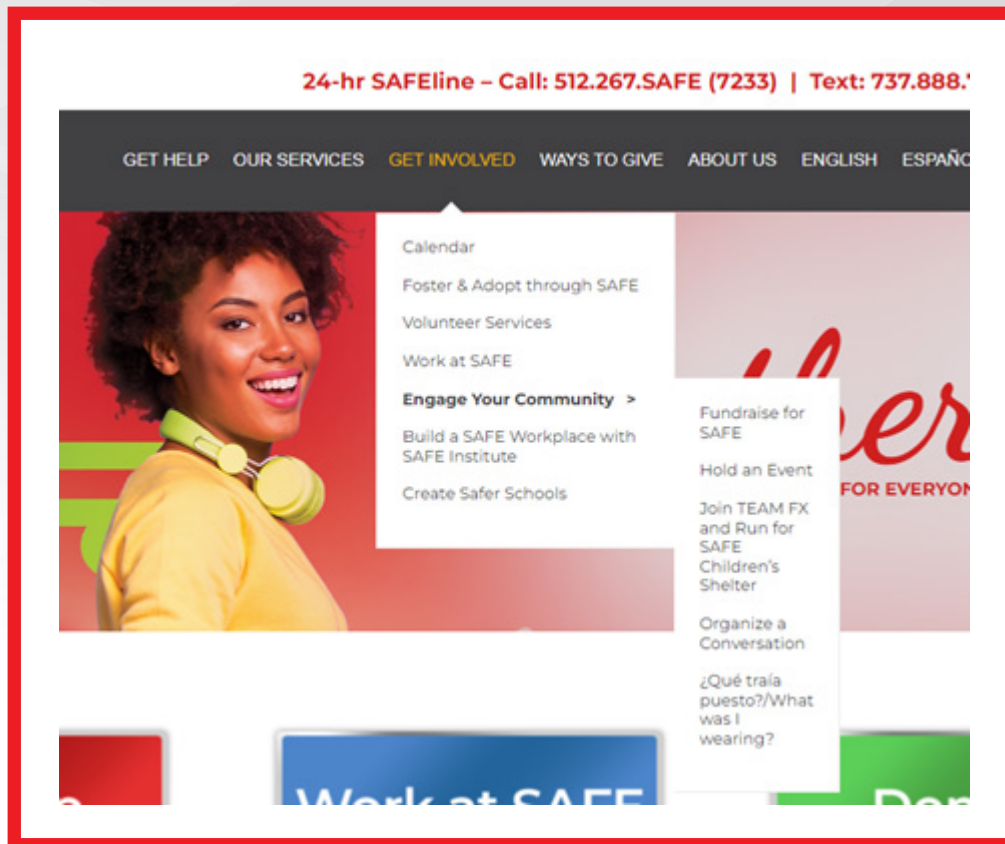 24-hr SAFEline – Call: 512.267.SAFE (7233) | Text: 737.888.
GET HELP OUR SERVICES GET INVOLVED WAYS TO GIVE ABOUT US ENGLISH
Calendar
Foster & Adopt through SAFE
Volunteer Services
Work at SAFE
Engage Your Community >
Build a SAFE Workplace with
SAFE Institute
Create Safer Schools
Fundraise for
SAFE
Hold an Event
Join TEAM FX
and Run for
SAFE
Children's
Shelter
Organize a
Conversation
¿Qué traía
puesto?/What
was I
wearing?
FOR
Work at SAFE